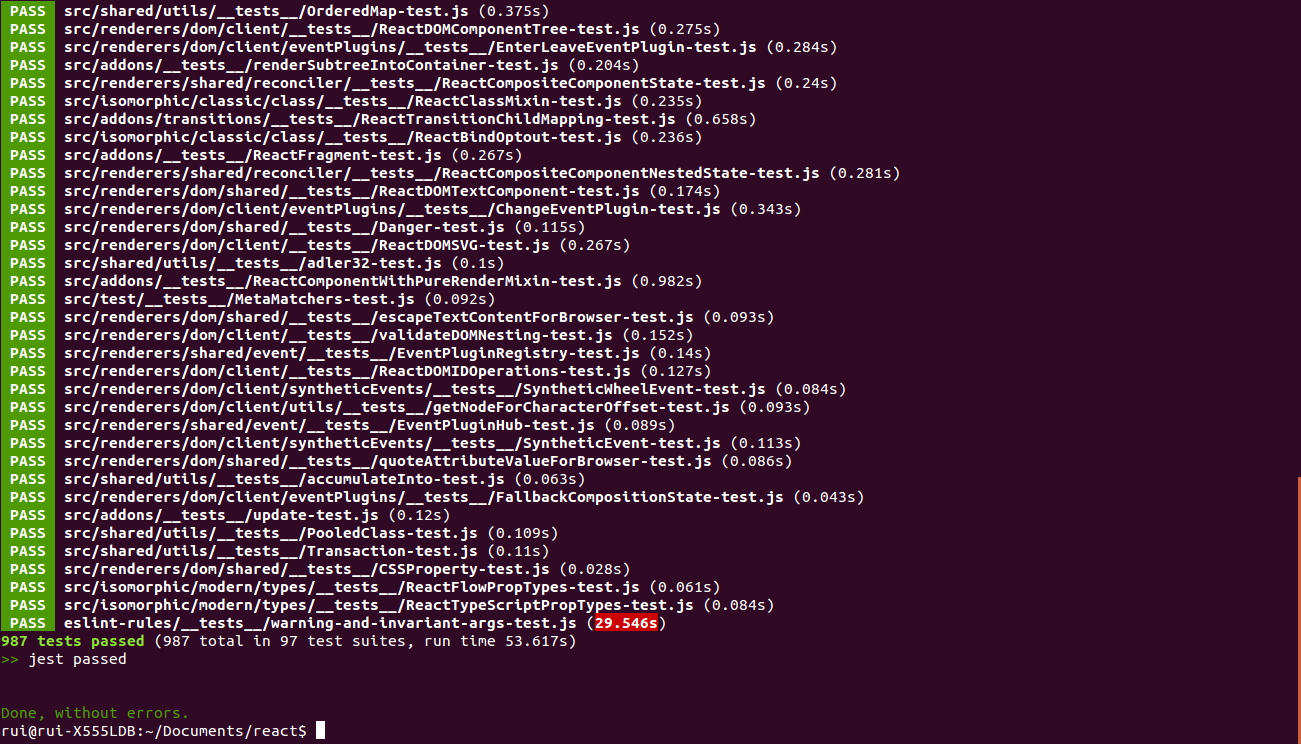 PASS src/shared/utils/__tests__/OrderedMap-test.js (0.375s)
PASS src/renderers/dom/client/__tests__/ReactDOMComponentTree-test.js (0.275s)
PASS src/renderers/dom/client/eventPlugins/__tests__/EnterLeaveEventPlugin-test.js (0.284s)
PASS src/addons/__tests__/renderSubtreeIntoContainer-test.js (0.204s)
PASS src/renderers/shared/reconciler/__tests__/ReactCompositeComponentState-test.js (0.24s)
PASS src/isomorphic/classic/class/__tests__/ReactClassMixin-test.js (0.235s)
PASS src/addons/transitions/__tests__/ReactTransitionChildMapping-test.js (0.658s)
PASS src/isomorphic/classic/class/__tests__/ReactBindOptout-test.js (0.236s)
PASS src/addons/__tests__/ReactFragment-test.js (0.267s)
PASS src/renderers/shared/reconciler/__tests__/ReactCompositeComponentNestedState-test.js (0.281s)
PASS src/renderers/dom/shared/__tests__/ReactDOMTextComponent-test.js (0.174s)
PASS src/renderers/dom/client/eventPlugins/__tests__/ChangeEventPlugin-test.js (0.343s)
PASS src/renderers/dom/shared/__tests__/Danger-test.js (0.115s)
PASS src/renderers/dom/client/__tests__/ReactDOMSVG-test.js (0.267s)
PASS src/shared/utils/__tests__/adler32-test.js (0.1s)
PASS src/addons/__tests__/ReactComponentWithPureRenderMixin-test.js (0.982s)
PASS src/test/__tests__/MetaMatchers-test.js (0.092s)
PASS src/renderers/dom/shared/__tests__/escapeTextContentForBrowser-test.js (0.093s)
PASS src/renderers/dom/client/__tests__/validateDOMNesting-test.js (0.152s)
PASS src/renderers/shared/event/__tests__/EventPluginRegistry-test.js (0.14s)
PASS src/renderers/dom/client/__tests__/ReactDOMIDOperations-test.js (0.127s)
PASS src/renderers/dom/client/syntheticEvents/__tests__/SyntheticWheelEvent-test.js (0.084s)
PASS src/renderers/dom/client/utils/__tests__/getNodeForCharacterOffset-test.js (0.093s)
PASS src/renderers/shared/event/__tests__/EventPluginHub-test.js (0.089s)
PASS src/renderers/dom/client/syntheticEvents/__tests__/SyntheticEvent-test.js (0.113s)
PASS src/renderers/dom/shared/__tests__/quoteAttributeValueForBrowser-test.js (0.086s)
PASS src/shared/utils/__tests__/accumulateInto-test.js (0.063s)
PASS src/renderers/dom/client/eventPlugins/__tests__/FallbackCompositionState-test.js (0.043s)
PASS src/addons/__tests__/update-test.js (0.12s)
PASS src/shared/utils/__tests__/PooledClass-test.js (0.109s)
PASS src/shared/utils/__tests__/Transaction-test.js (0.11s)
PASS src/renderers/dom/shared/__tests__/CSSProperty-test.js (0.028s)
PASS src/isomorphic/modern/types/__tests__/ReactFlowPropTypes-test.js (0.061s)
PASS src/isomorphic/modern/types/__tests__/ReactTypeScriptPropTypes-test.js (0.084s)
PASS eslint-rules/__tests__/warning-and-invariant-args-test.js (29.546s)
987 tests passed (987 total in 97 test suites, run time 53.617s)
>> jest passed
Done, without errors.
rui@rui-X555LDB:~/Documents/react$